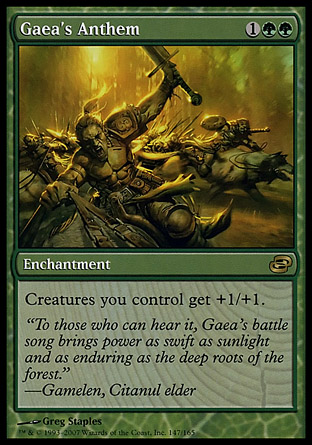 Gaea's Anthem 1
Enchantment
Creatures you control get +1/+1.
“To those who can hear it, Gaea's battle
song brings power as swift as sunlight
and as enduring as the deep roots of the
forest.”
—Gamelen, Citanul elder
Greg Staples
™ & © 1993–2007 Wizards of the Coast, Inc. 147/165